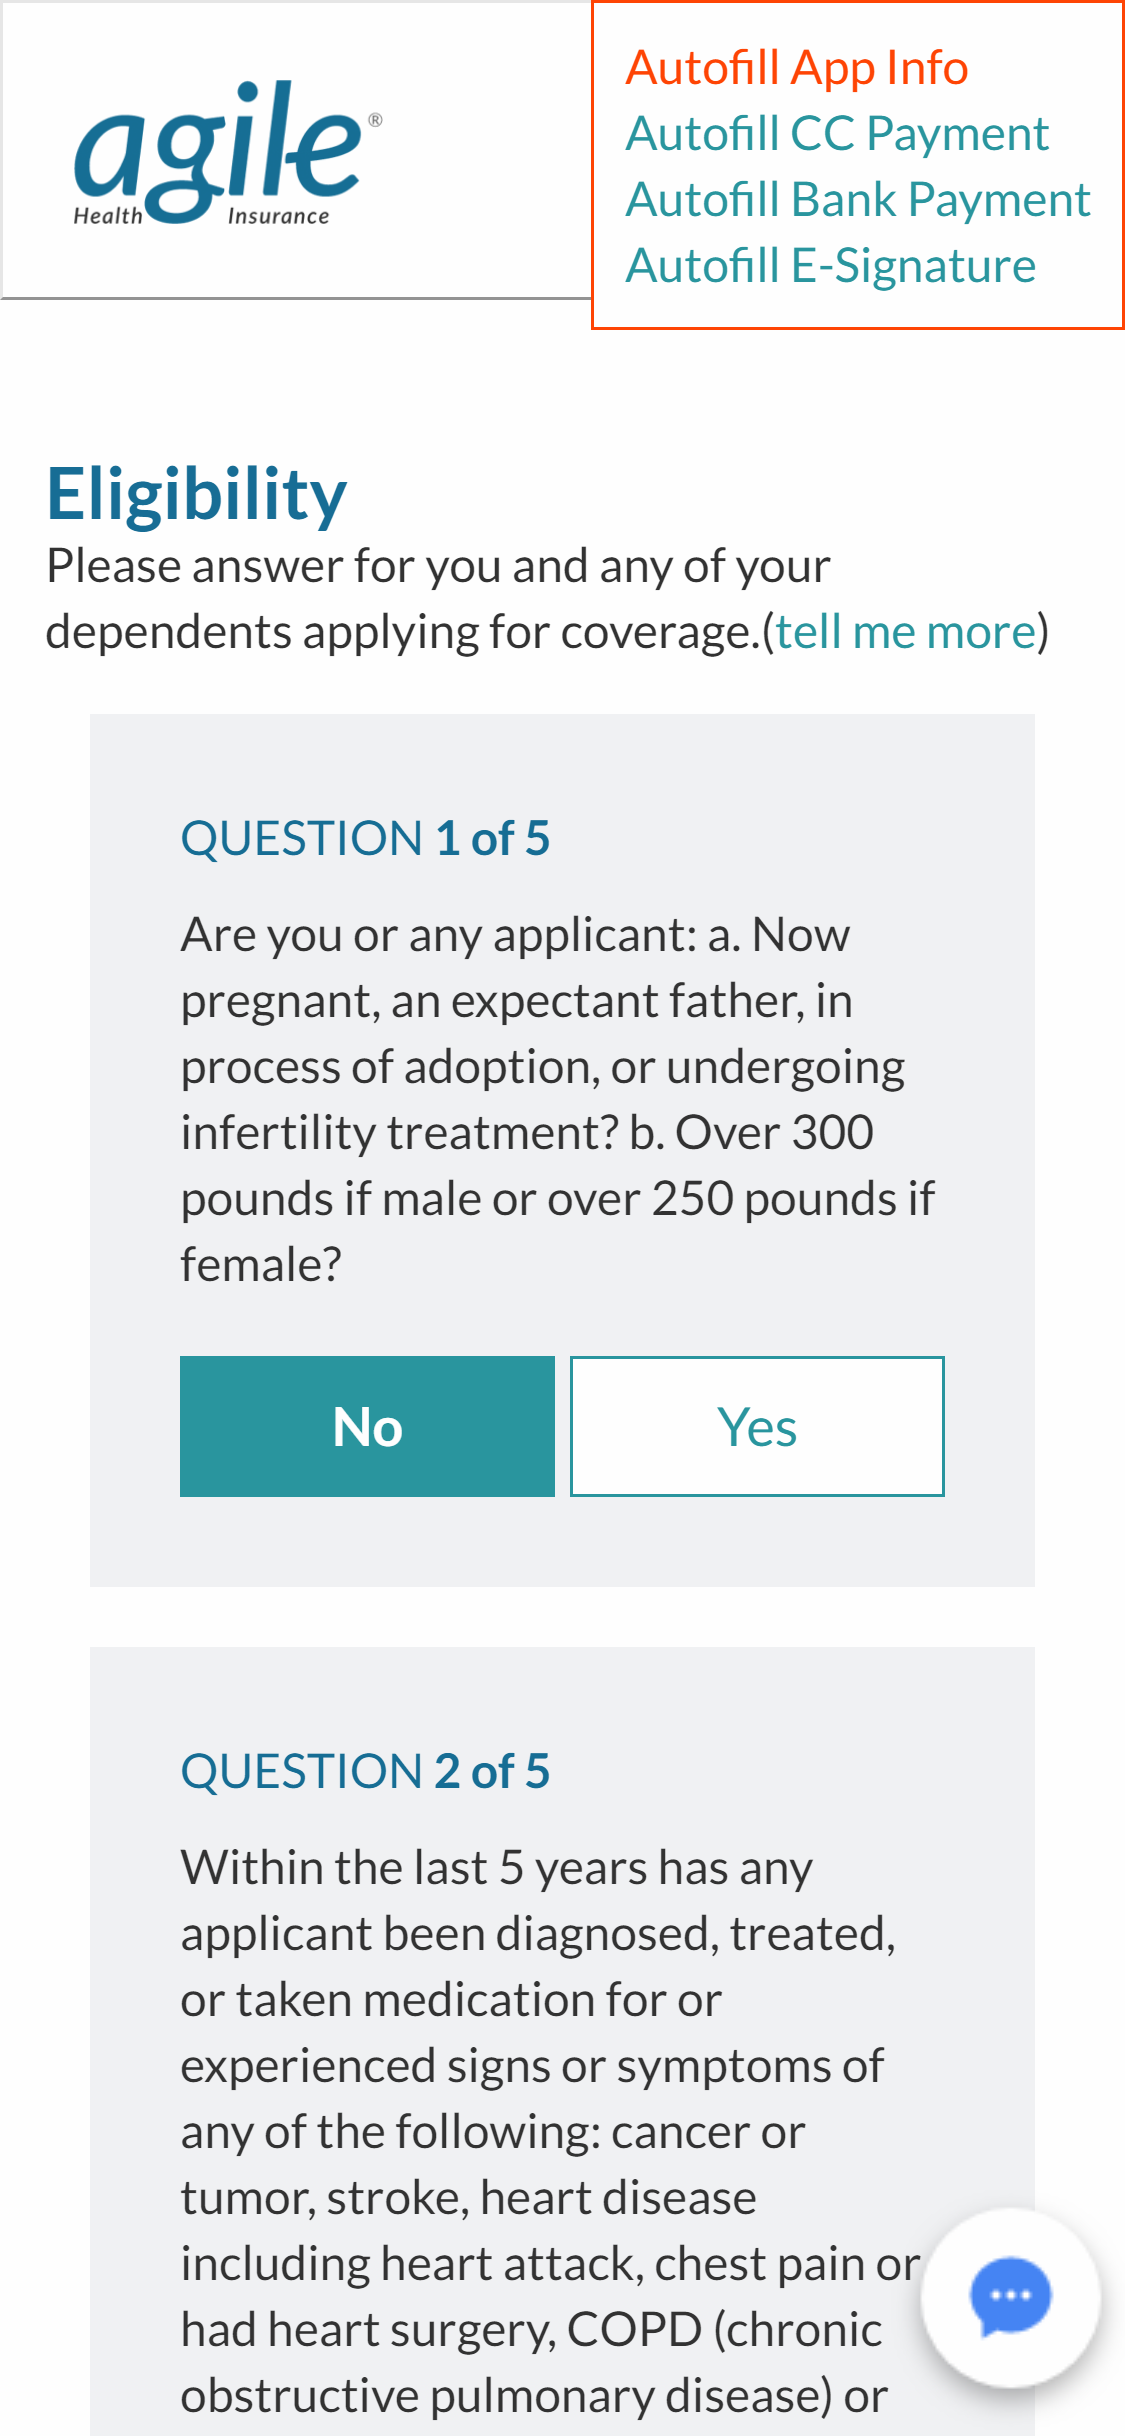 agile®
Health Insurance
Autofill App Info
Autofill CC Payment
Autofill Bank Payment
Autofill E-Signature
Eligibility
Please answer for you and any of your
dependents applying for coverage.(tell me more)
QUESTION 1 of 5
Are you or any applicant: a. Now
pregnant, an expectant father, in
process of adoption, or undergoing
infertility treatment? b. Over 300
pounds if male or over 250 pounds if
female?
No
Yes
QUESTION 2 of 5
Within the last 5 years has any
applicant been diagnosed, treated,
or taken medication for or
experienced signs or symptoms of
any of the following: cancer or
tumor, stroke, heart disease
including heart attack, chest pain or
had heart surgery, COPD (chronic
obstructive pulmonary disease) or